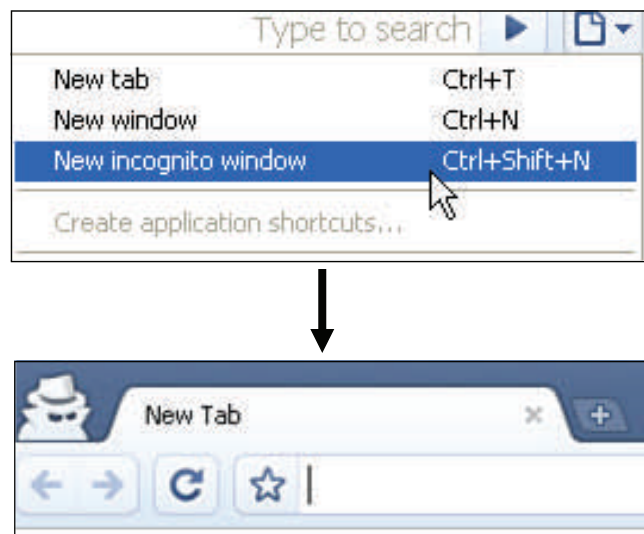 Type to search
New tab Ctrl+T
New window Ctrl+N
New incognito window Ctrl+Shift+N
Create application shortcuts...
New Tab